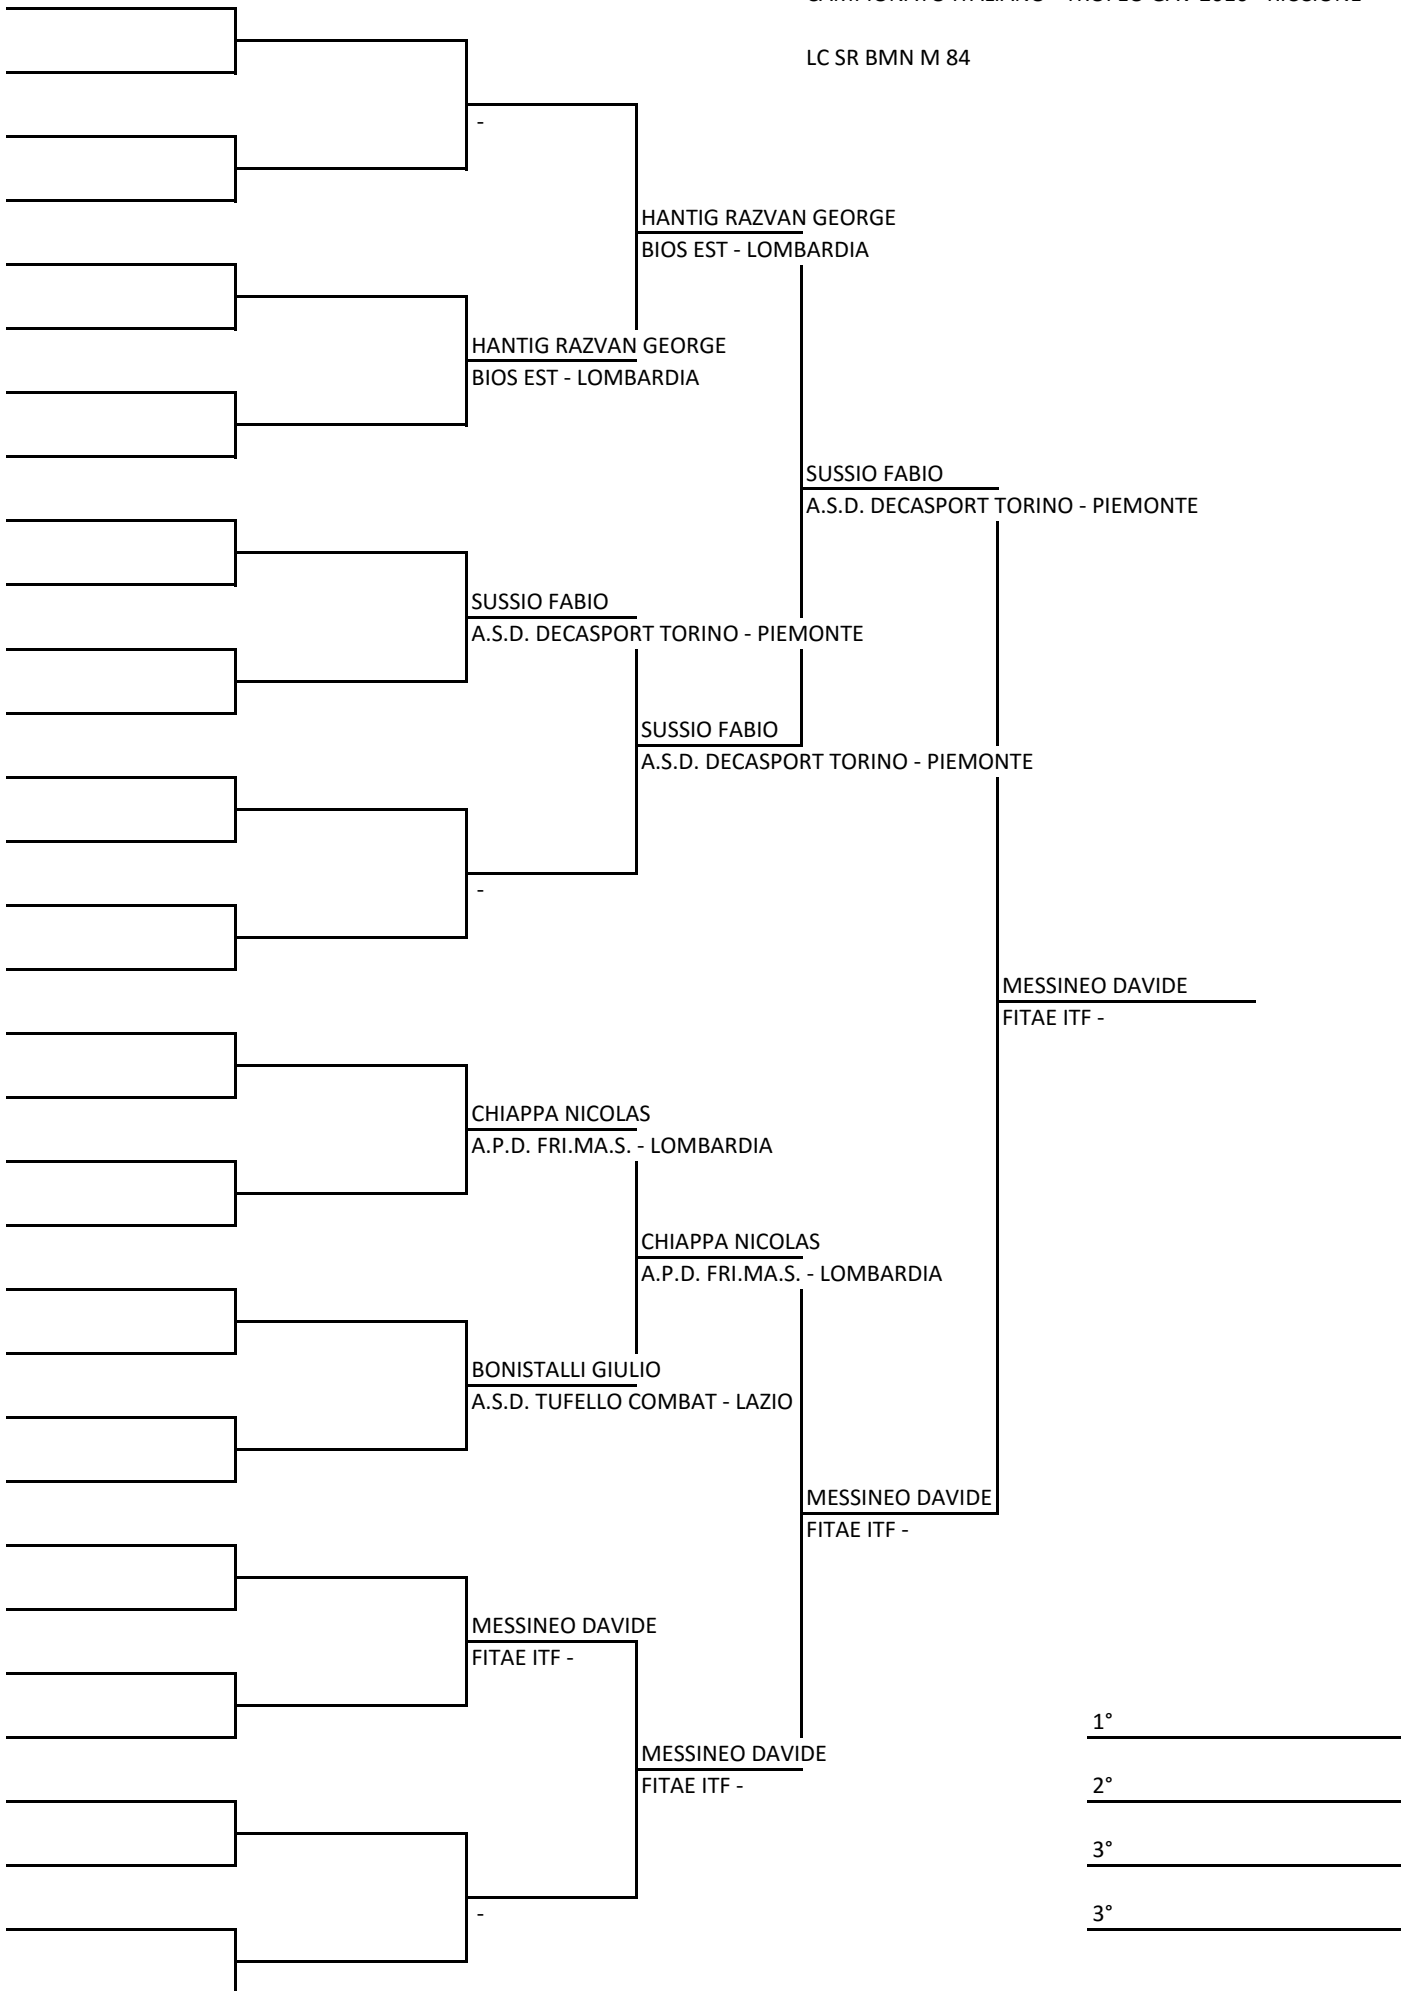 LC SR BMN M 84
-
HANTIG RAZVAN GEORGE
BIOS EST - LOMBARDIA
HANTIG RAZVAN GEORGE
BIOS EST - LOMBARDIA
SUSSIO FABIO
A.S.D. DECASPORT TORINO - PIEMONTE
SUSSIO FABIO
A.S.D. DECASPORT TORINO - PIEMONTE
SUSSIO FABIO
A.S.D. DECASPORT TORINO - PIEMONTE
-
MESSINEO DAVIDE
FITAE ITF -
CHIAPPA NICOLAS
A.P.D. FRI.MA.S. - LOMBARDIA
CHIAPPA NICOLAS
A.P.D. FRI.MA.S. - LOMBARDIA
BONISTALLI GIULIO
A.S.D. TUFELLO COMBAT - LAZIO
MESSINEO DAVIDE
FITAE ITF -
MESSINEO DAVIDE
FITAE ITF -
1°
MESSINEO DAVIDE
FITAE ITF -
2°
3°
-
3°